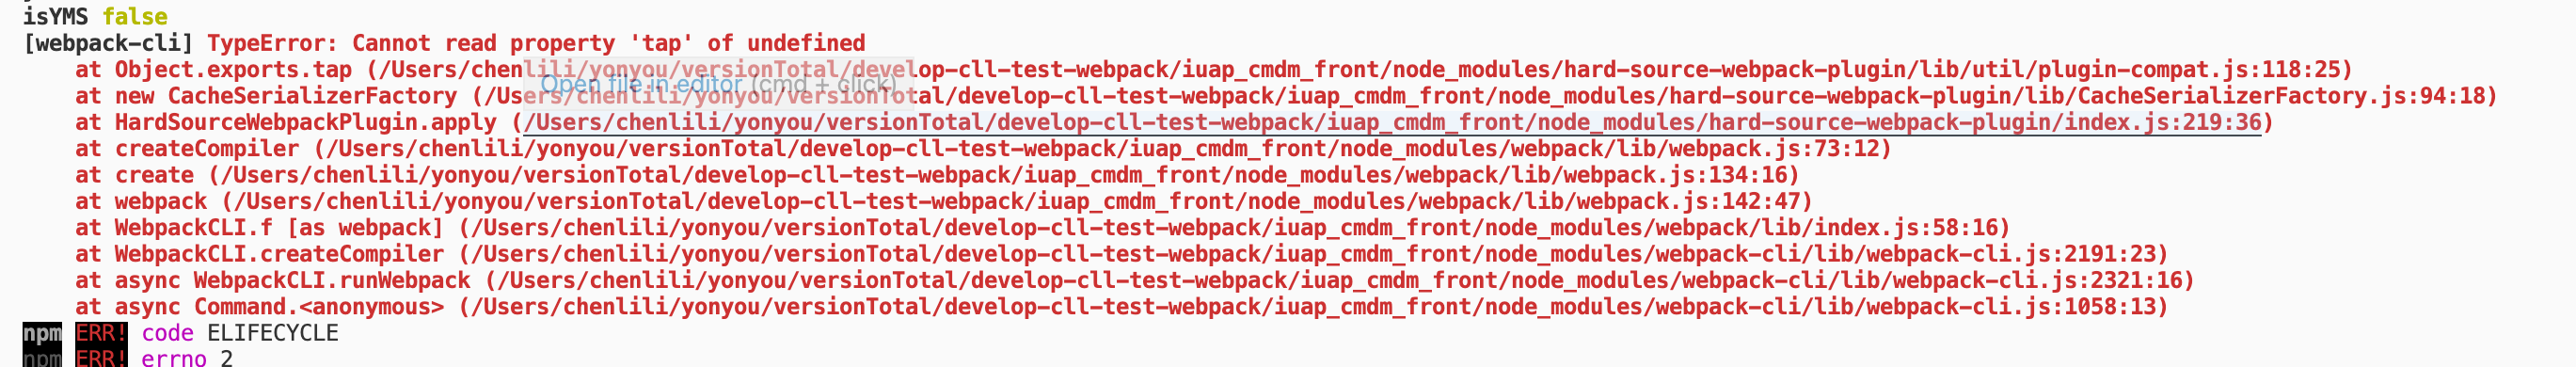 isYMS false
[webpack-cli] TypeError: Cannot read property 'tap' of undefined
at Object.exports.tap (/Users/chenlili/yonyou/versionTotal/develop-cll-test-webpack/iuap_cmdm_front/node_modules/hard-source-webpack-plugin/lib/util/plugin-compat.js:118:25)
Open file in editor (cmd + click)
at new CacheSerializerFactory (/Users/chenlili/yonyou/versionTotal/develop-cll-test-webpack/iuap_cmdm_front/node_modules/hard-source-webpack-plugin/lib/CacheSerializerFactory.js:94:18)
at HardSourceWebpackPlugin.apply (/Users/chenlili/yonyou/versionTotal/develop-cll-test-webpack/iuap_cmdm_front/node_modules/hard-source-webpack-plugin/index.js:219:36)
at createCompiler (/Users/chenlili/yonyou/versionTotal/develop-cll-test-webpack/iuap_cmdm_front/node_modules/webpack/lib/webpack.js:73:12)
at create (/Users/chenlili/yonyou/versionTotal/develop-cll-test-webpack/iuap_cmdm_front/node_modules/webpack/lib/webpack.js:134:16)
at webpack (/Users/chenlili/yonyou/versionTotal/develop-cll-test-webpack/iuap_cmdm_front/node_modules/webpack/lib/webpack.js:142:47)
at WebpackCLI.f [as webpack] (/Users/chenlili/yonyou/versionTotal/develop-cll-test-webpack/iuap_cmdm_front/node_modules/webpack/lib/index.js:58:16)
at WebpackCLI.createCompiler (/Users/chenlili/yonyou/versionTotal/develop-cll-test-webpack/iuap_cmdm_front/node_modules/webpack-cli/lib/webpack-cli.js:2191:23)
at async WebpackCLI.runWebpack (/Users/chenlili/yonyou/versionTotal/develop-cll-test-webpack/iuap_cmdm_front/node_modules/webpack-cli/lib/webpack-cli.js:2321:16)
at async Command.<anonymous> (/Users/chenlili/yonyou/versionTotal/develop-cll-test-webpack/iuap_cmdm_front/node_modules/webpack-cli/lib/webpack-cli.js:1058:13)
npm ERR! code ELIFECYCLE
npm ERR! errno 2